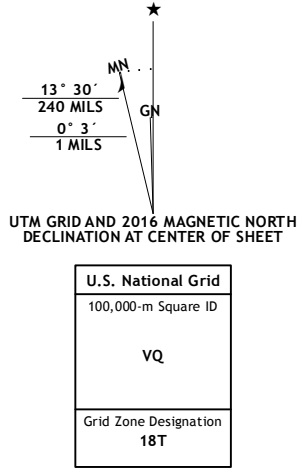 ★
MN
GN
13° 30´
240 MILS
0° 3´
1 MILS
UTM GRID AND 2016 MAGNETIC NORTH
DECLINATION AT CENTER OF SHEET
U.S. National Grid
100,000-m Square ID
VQ
Grid Zone Designation
18T